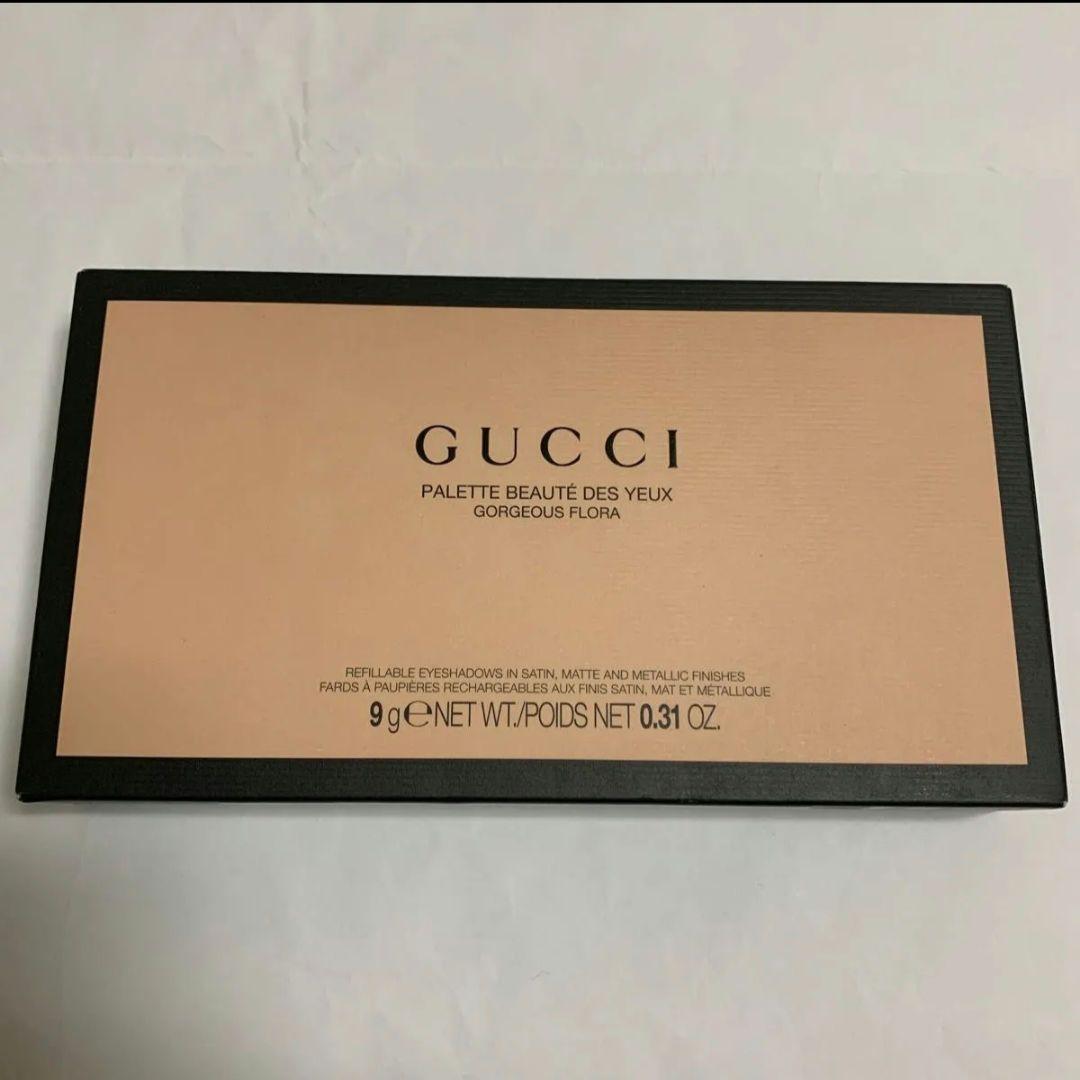 GUCCI
PALETTE BEAUTÉ DES YEUX
GORGEOUS FLORA
REFILLABLE EYESHADOWS IN SATIN, MATTE AND METALLIC FINISHES
FARDS À PAUPIÈRES RECHARGEABLES AUX FINIS SATIN, MAT ET MÉTALLIQUE
9 g ℮ NET WT./POIDS NET 0.31 OZ.